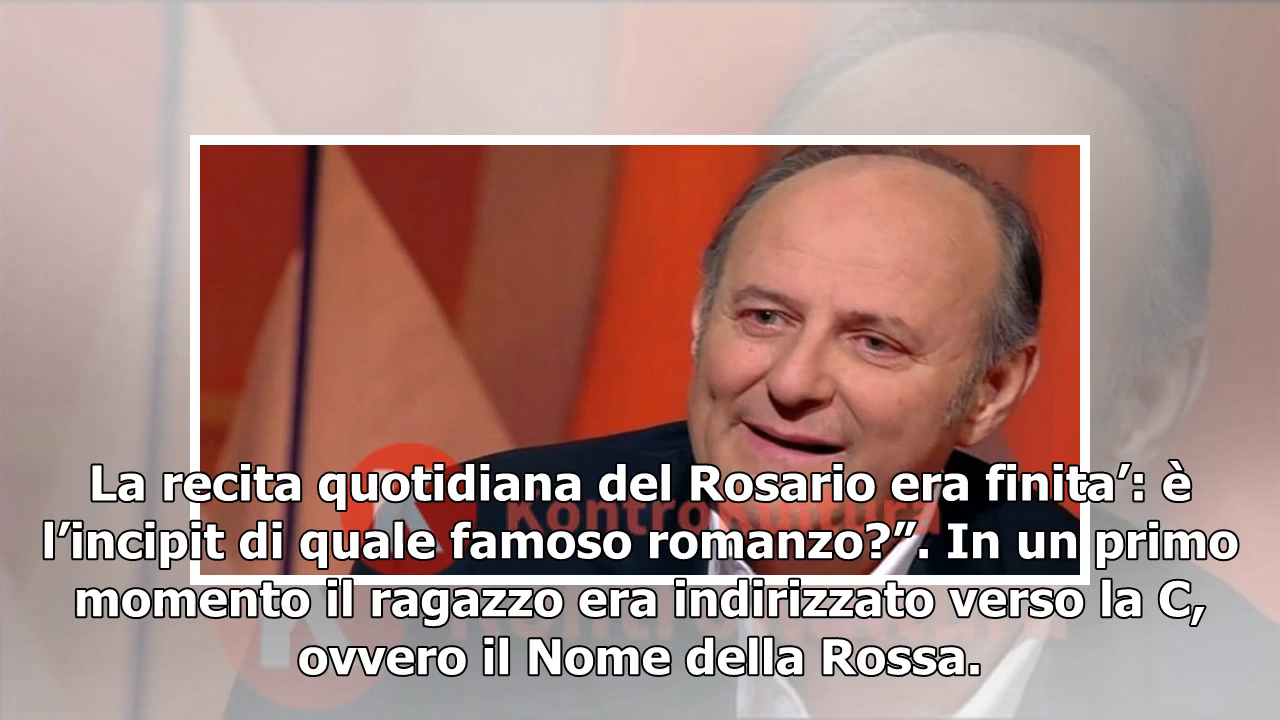 La recita quotidiana del Rosario era finita’: è
l’incipit di quale famoso romanzo?”. In un primo
momento il ragazzo era indirizzato verso la C,
ovvero il Nome della Rossa.
K Kontrokultura